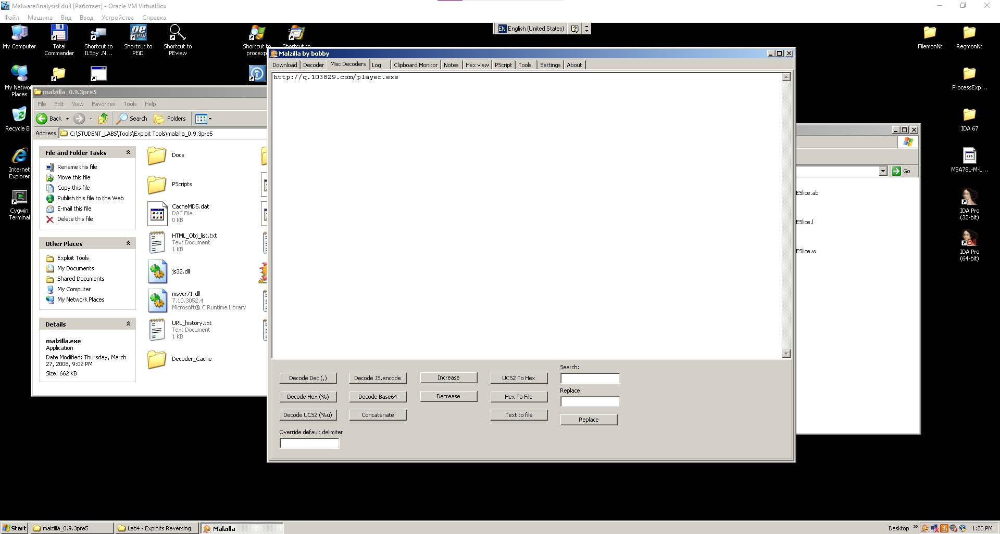 MalwareAnalysisEdu3 [Работает] - Oracle VM VirtualBox
Файл Машина Вид Ввод Устройства Справка
EN English (United States)
My Computer
Total Commander
Shortcut to ILSpy .N...
Shortcut to PEiD
Shortcut to PEview
Shortcut to procexp
Shortcut to
FilemonNt
RegmonNt
My Network Places
Recycle Bi
Internet Explorer
Cygwin Terminal
ProcessExp...
IDA 67
M5A78L-M-L...
IDA Pro (32-bit)
64
IDA Pro (64-bit)
malzilla_0.9.3pre5
File Edit View Favorites Tools Help
Back Search Folders
Address C:\STUDENT_LABS\Tools\Exploit Tools\malzilla_0.9.3pre5
File and Folder Tasks
Rename this file
Move this file
Copy this file
Publish this file to the Web
E-mail this file
Delete this file
Other Places
Exploit Tools
My Documents
Shared Documents
My Computer
My Network Places
Details
malzilla.exe
Application
Date Modified: Thursday, March
27, 2008, 9:02 PM
Size: 662 KB
Docs
PScripts
CacheMD5.dat
DAT File
0 KB
HTML_Obj_list.txt
Text Document
1 KB
js32.dll
msvcr71.dll
7.10.3052.4
Microsoft® C Runtime Library
URL_history.txt
Text Document
1 KB
Decoder_Cache
Malzilla by bobby
Download Decoder Misc Decoders Log Clipboard Monitor Notes Hex view PScript Tools Settings About
http://q.103829.com/player.exe
Decode Dec (,) Decode JS.encode Increase UCS2 To Hex
Decode Hex (%) Decode Base64 Decrease Hex To File
Decode UCS2 (%u) Concatenate Text to file
Search:
Replace:
Replace
Override default delimiter
Go
ESlice.ab
ESlice.l
ESlice.w
Start malzilla_0.9.3pre5 Lab4 - Exploits Reversing Malzilla Desktop » 1:20 PM